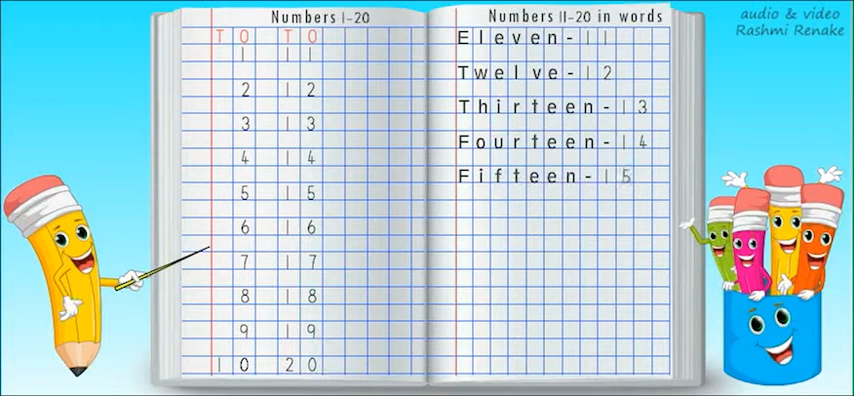 Numbers 1-20
T O T O
1 11
2 12
3 13
4 14
5 15
6 16
7 17
8 18
9 19
10 20
Numbers 11-20 in words
Eleven-11
Twelve-12
Thirteen-13
Fourteen-14
Fifteen-15
audio & video
Rashmi Renake